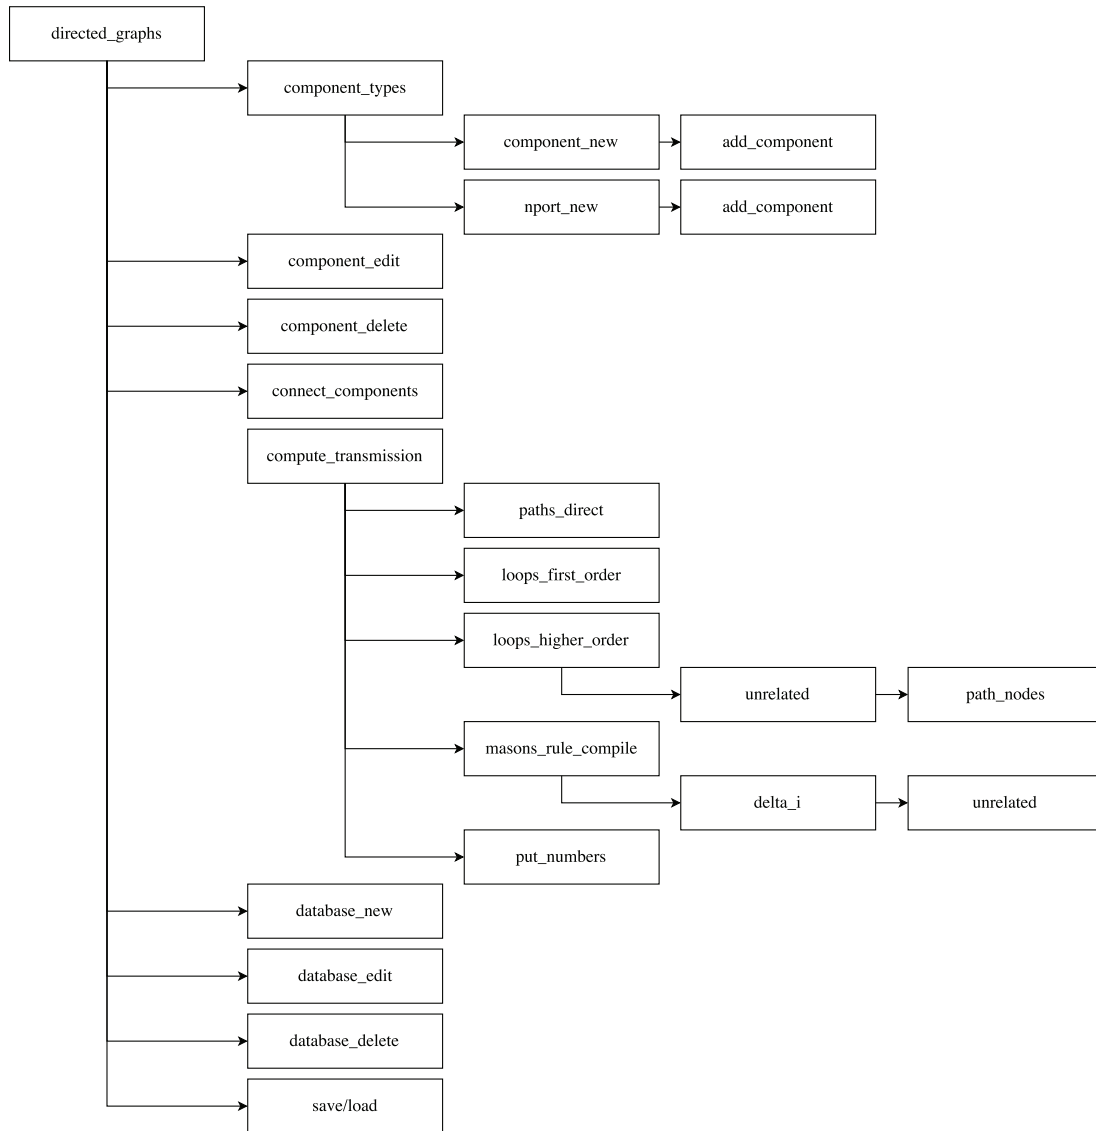 directed_graphs
component_types
component_new
add_component
nport_new
add_component
component_edit
component_delete
connect_components
compute_transmission
paths_direct
loops_first_order
loops_higher_order
unrelated
path_nodes
masons_rule_compile
delta_i
unrelated
put_numbers
database_new
database_edit
database_delete
save/load